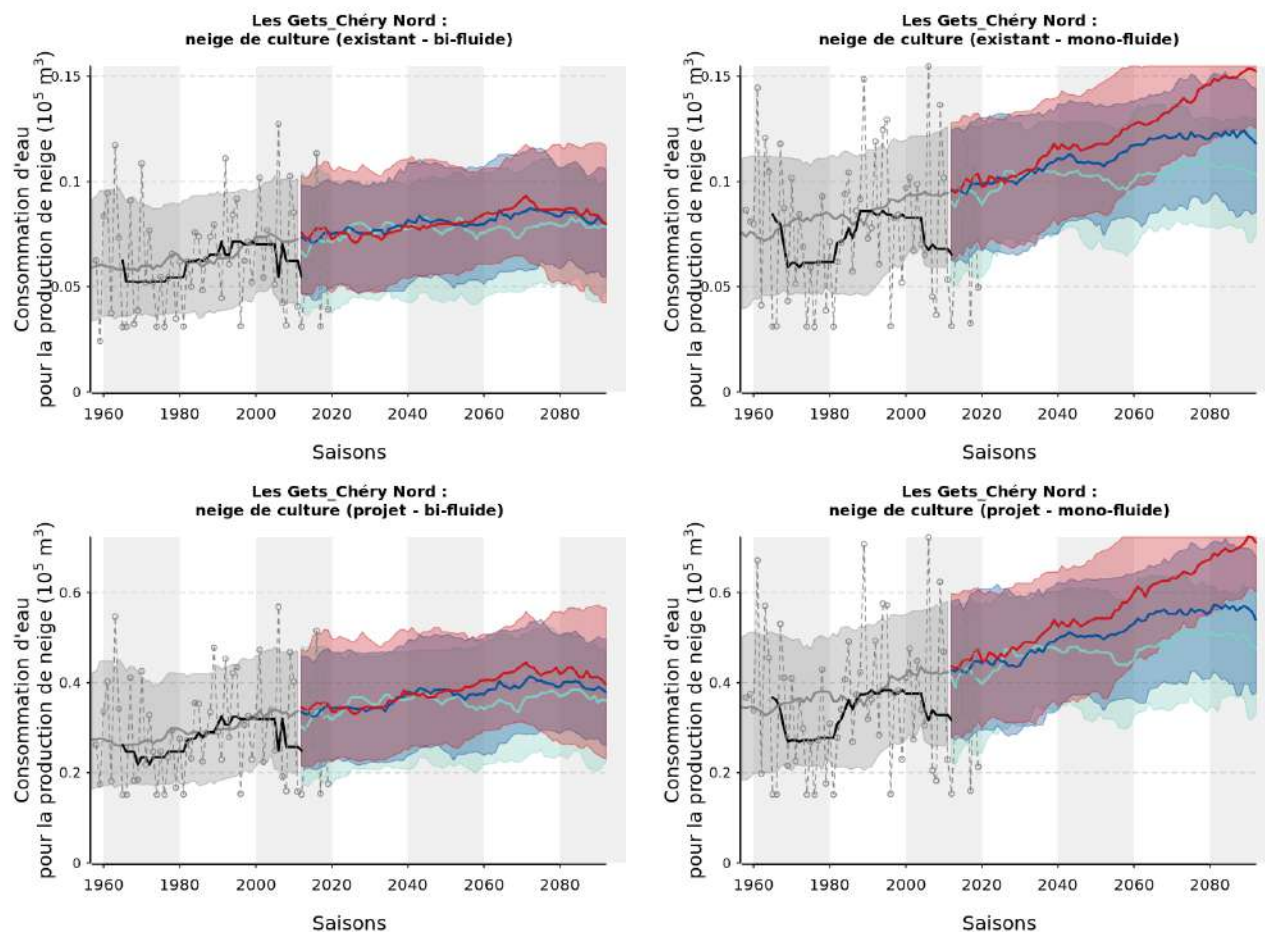 Les Gets_Chéry Nord :
neige de culture (existant - bi-fluide)
Consommation d'eau
pour la production de neige (10⁵ m³)
0.15
0.1
0.05
0
1960 1980 2000 2020 2040 2060 2080
Saisons
Les Gets_Chéry Nord :
neige de culture (existant - mono-fluide)
Consommation d'eau
pour la production de neige (10⁵ m³)
0.15
0.1
0.05
0
1960 1980 2000 2020 2040 2060 2080
Saisons
Les Gets_Chéry Nord :
neige de culture (projet - bi-fluide)
Consommation d'eau
pour la production de neige (10⁵ m³)
0.6
0.4
0.2
0
1960 1980 2000 2020 2040 2060 2080
Saisons
Les Gets_Chéry Nord :
neige de culture (projet - mono-fluide)
Consommation d'eau
pour la production de neige (10⁵ m³)
0.6
0.4
0.2
0
1960 1980 2000 2020 2040 2060 2080
Saisons